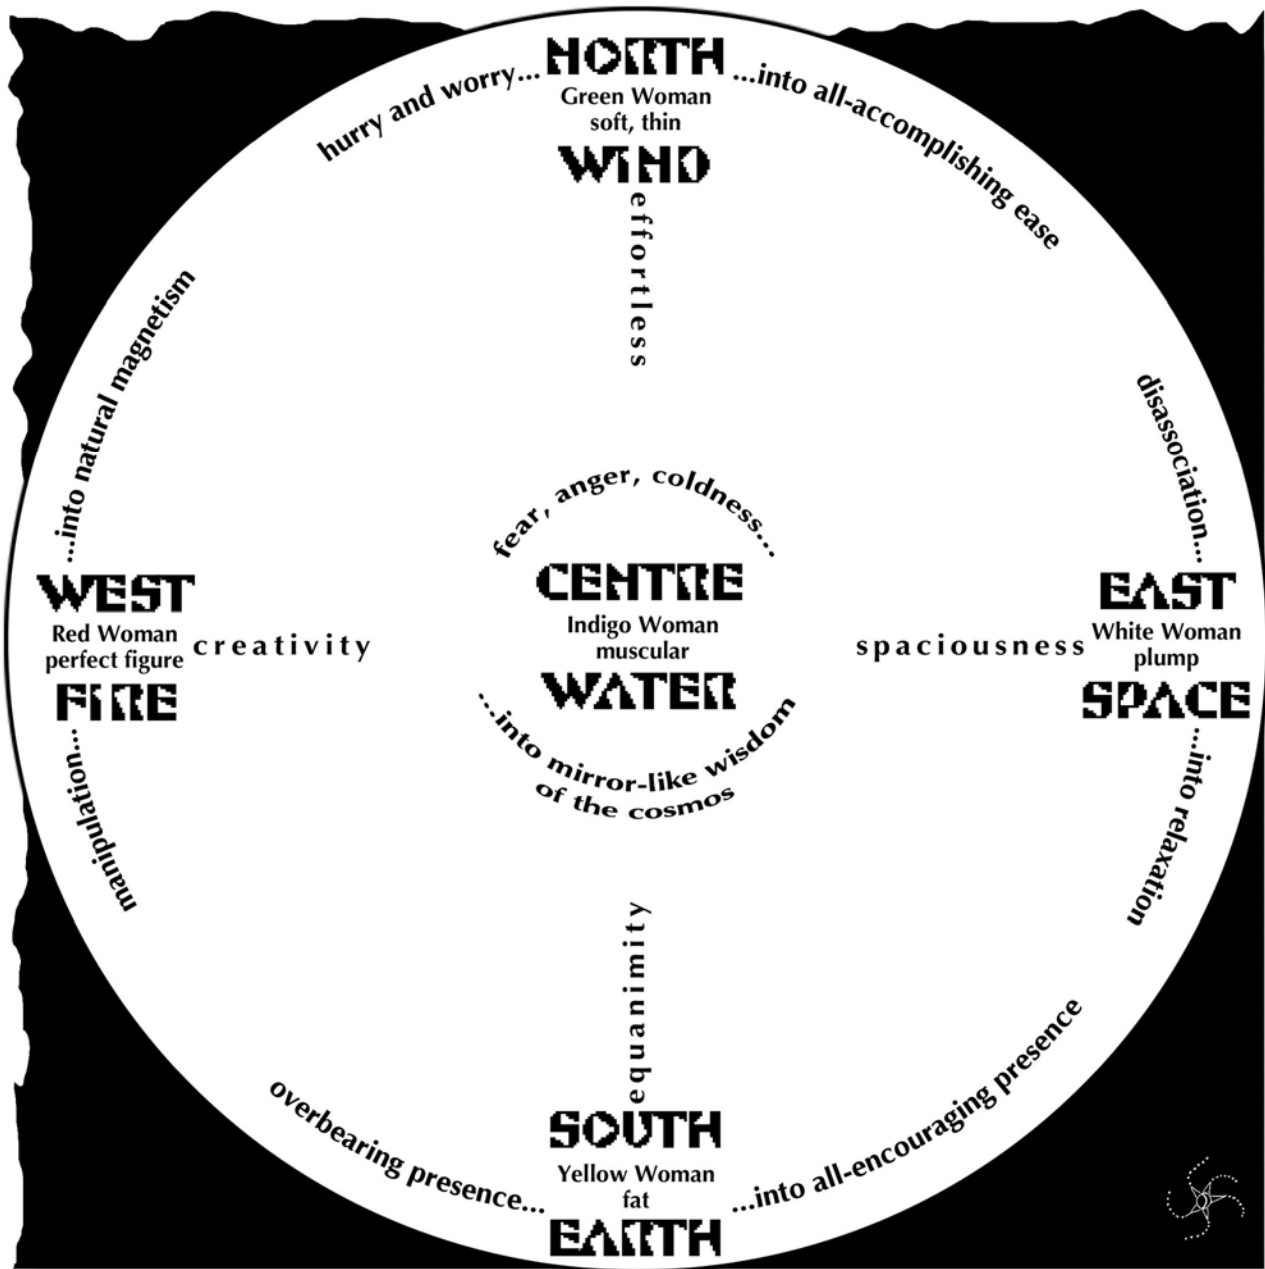 NORTH
hurry and worry...
...into all-accomplishing ease
Green Woman
soft, thin
WiND
effortless
...into natural magnetism
disassociation...
fear, anger, coldness...
WEST
Red Woman
perfect figure
FiRE
creativity
CENTRE
Indigo Woman
muscular
WATER
spaciousness
EAST
White Woman
plump
SPACE
...into mirror-like wisdom
of the cosmos
manipulation...
...into relaxation
equanimity
overbearing presence...
SOUTH
Yellow Woman
fat
EARTH
...into all-encouraging presence